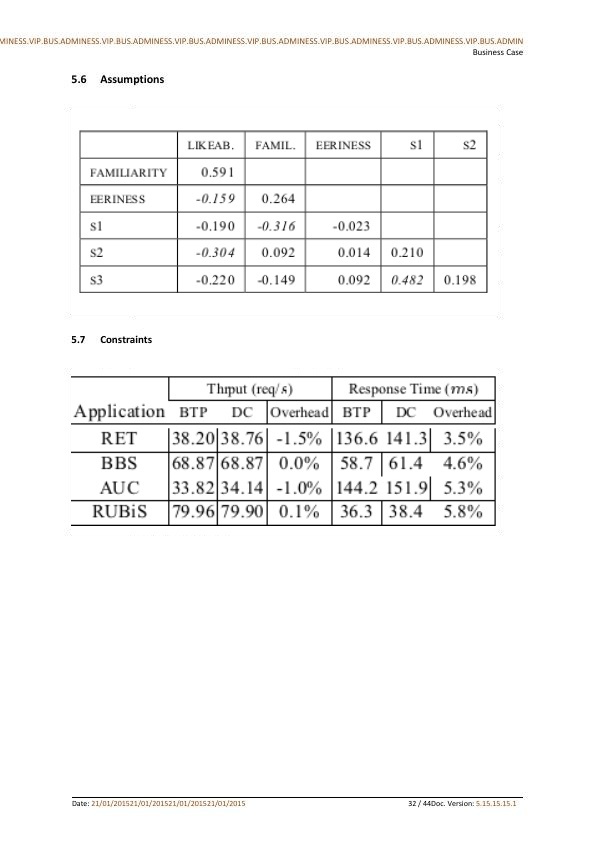 MINESS.VIP.BUS.ADMINESS.VIP.BUS.ADMINESS.VIP.BUS.ADMINESS.VIP.BUS.ADMINESS.VIP.BUS.ADMINESS.VIP.BUS.ADMINESS.VIP.BUS.ADMIN
Business Case
5.6 Assumptions
LIKEAB. FAMIL. EERINESS S1 S2
FAMILIARITY 0.591
EERINESS -0.159 0.264
S1 -0.190 -0.316 -0.023
S2 -0.304 0.092 0.014 0.210
S3 -0.220 -0.149 0.092 0.482 0.198
5.7 Constraints
Thrput (req/s) Response Time (ms)
Application BTP DC Overhead BTP DC Overhead
RET 38.20 38.76 -1.5% 136.6 141.3 3.5%
BBS 68.87 68.87 0.0% 58.7 61.4 4.6%
AUC 33.82 34.14 -1.0% 144.2 151.9 5.3%
RUBiS 79.96 79.90 0.1% 36.3 38.4 5.8%
Date: 21/01/201521/01/201521/01/201521/01/2015 32 / 44Doc. Version: 5.15.15.15.1